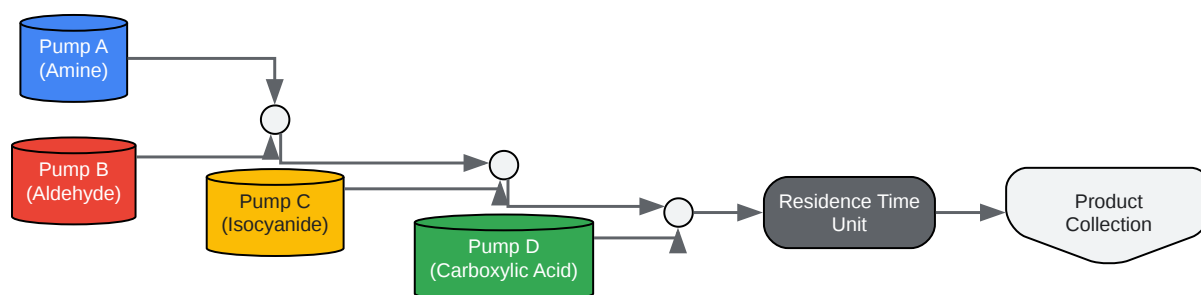 Pump A
(Amine)
Pump B
(Aldehyde)
Pump C
(Isocyanide)
Pump D
(Carboxylic Acid)
Residence Time
Unit
Product
Collection